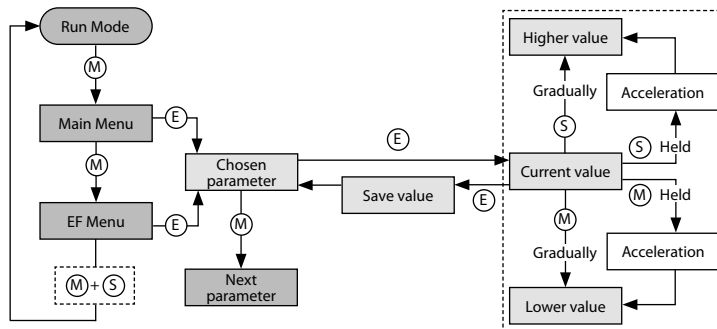 Run Mode
M
Main Menu
E
M
EF Menu
E
M + S
Chosen
parameter
M
Next
parameter
E
Save value
E
Higher value
Gradually
S
Acceleration
S Held
Current value
M Held
M
Gradually
Acceleration
Lower value